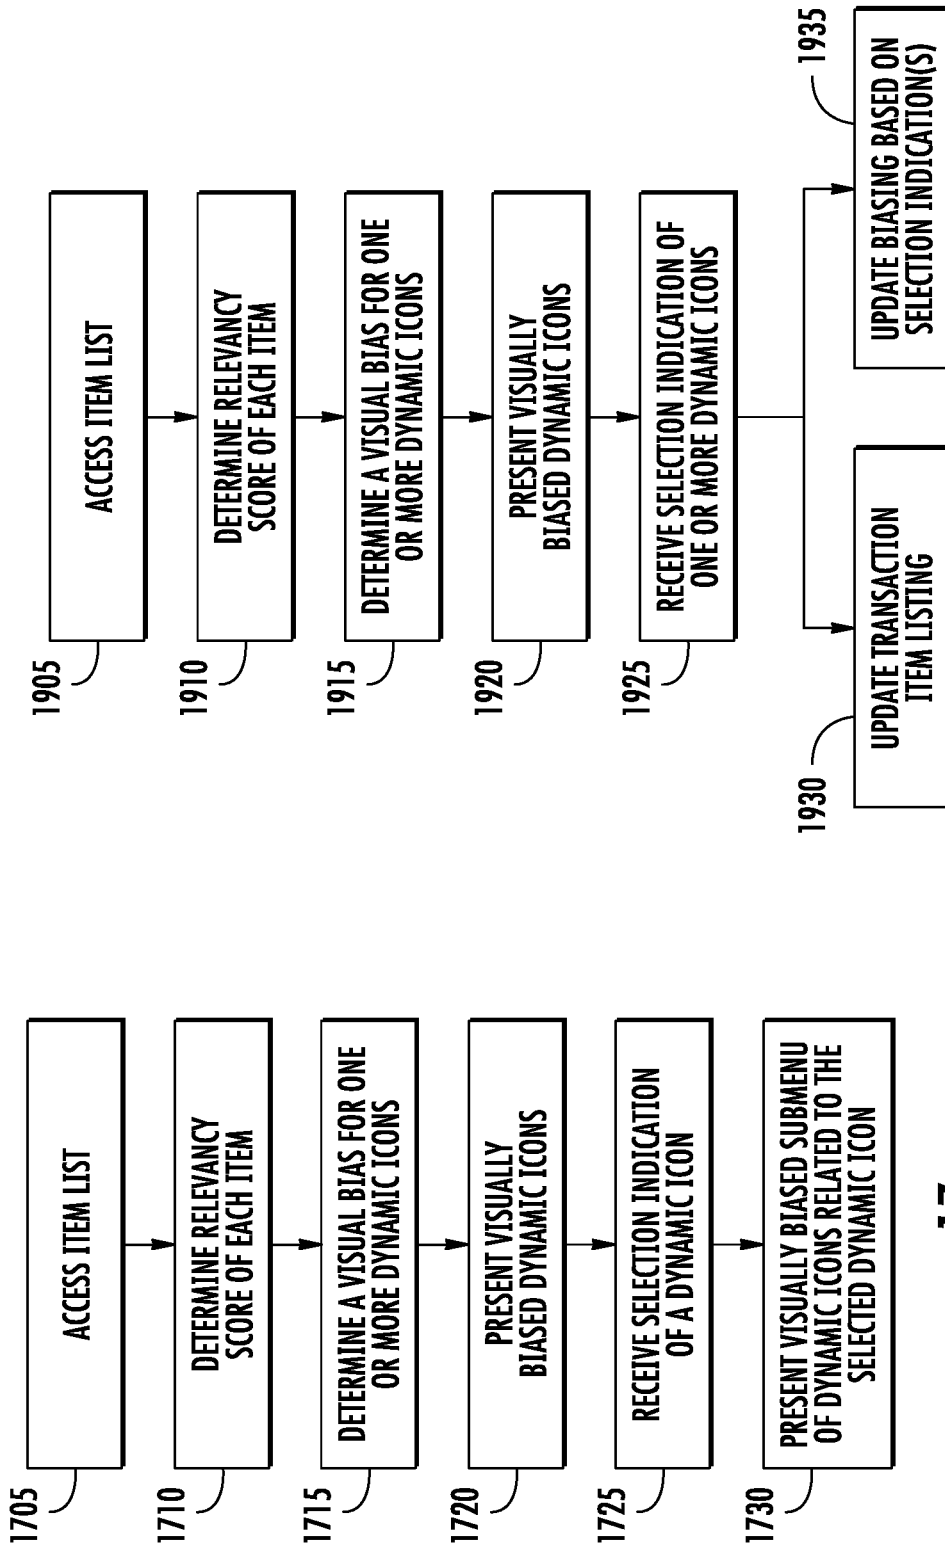 1705
ACCESS ITEM LIST
1710
DETERMINE RELEVANCY
SCORE OF EACH ITEM
1715
DETERMINE A VISUAL BIAS FOR ONE
OR MORE DYNAMIC ICONS
1720
PRESENT VISUALLY
BIASED DYNAMIC ICONS
1725
RECEIVE SELECTION INDICATION
OF A DYNAMIC ICON
1730
PRESENT VISUALLY BIASED SUBMENU
OF DYNAMIC ICONS RELATED TO THE
SELECTED DYNAMIC ICON
1905
ACCESS ITEM LIST
1910
DETERMINE RELEVANCY
SCORE OF EACH ITEM
1915
DETERMINE A VISUAL BIAS FOR ONE
OR MORE DYNAMIC ICONS
1920
PRESENT VISUALLY
BIASED DYNAMIC ICONS
1925
RECEIVE SELECTION INDICATION OF
ONE OR MORE DYNAMIC ICONS
1930
UPDATE TRANSACTION
ITEM LISTING
1935
UPDATE BIASING BASED ON
SELECTION INDICATION(S)